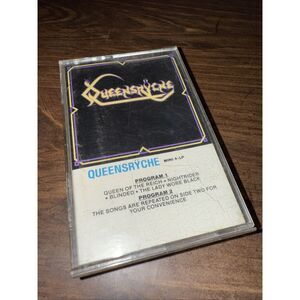 QUEENSRŸCHE
QUEENSRŸCHE MINI 4-LP
PROGRAM 1
QUEEN OF THE REICH • NIGHTRIDER
• BLINDED • THE LADY WORE BLACK
PROGRAM 2
THE SONGS ARE REPEATED ON SIDE TWO FOR
YOUR CONVENIENCE.